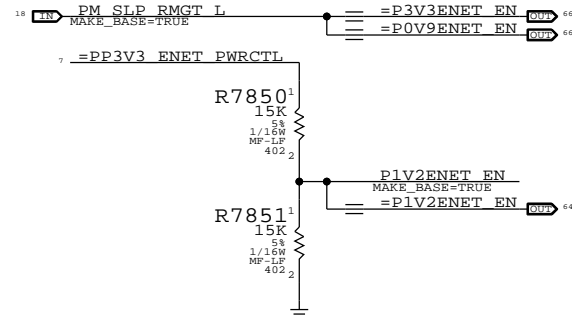 18 IN PM_SLP_RMGT_L =P3V3ENET_EN OUT 66
MAKE_BASE=TRUE
=P0V9ENET_EN OUT 66
7 =PP3V3_ENET_PWRCTL
R7850 1
15K
5%
1/16W
MF-LF
402 2
P1V2ENET_EN
MAKE_BASE=TRUE
=P1V2ENET_EN OUT 64
R7851 1
15K
5%
1/16W
MF-LF
402 2